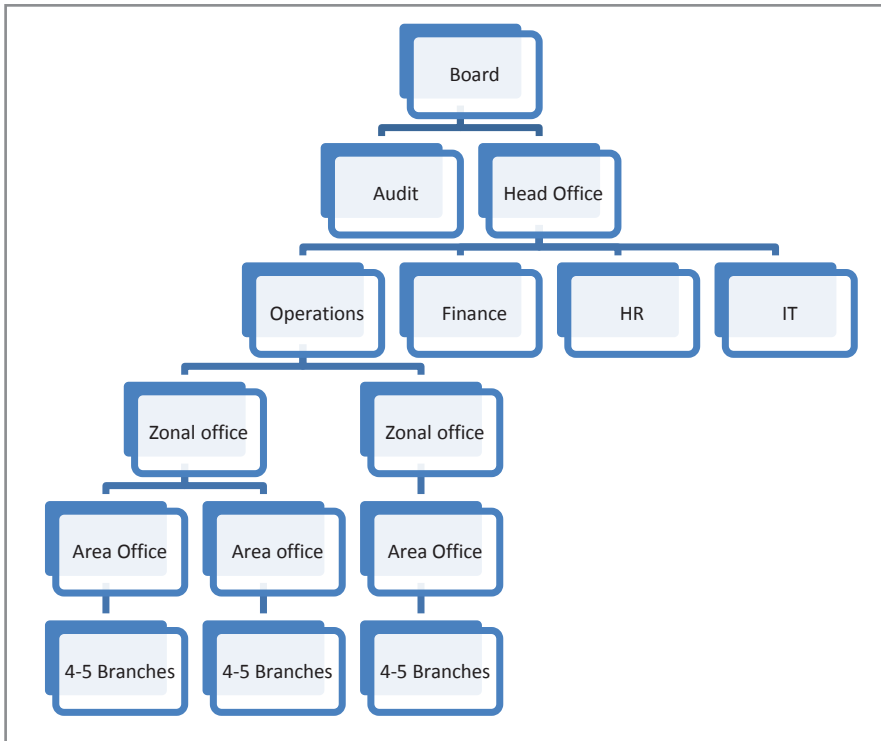 Board
Audit
Head Office
Operations
Finance
HR
IT
Zonal office
Zonal office
Area Office
Area office
Area Office
4-5 Branches
4-5 Branches
4-5 Branches